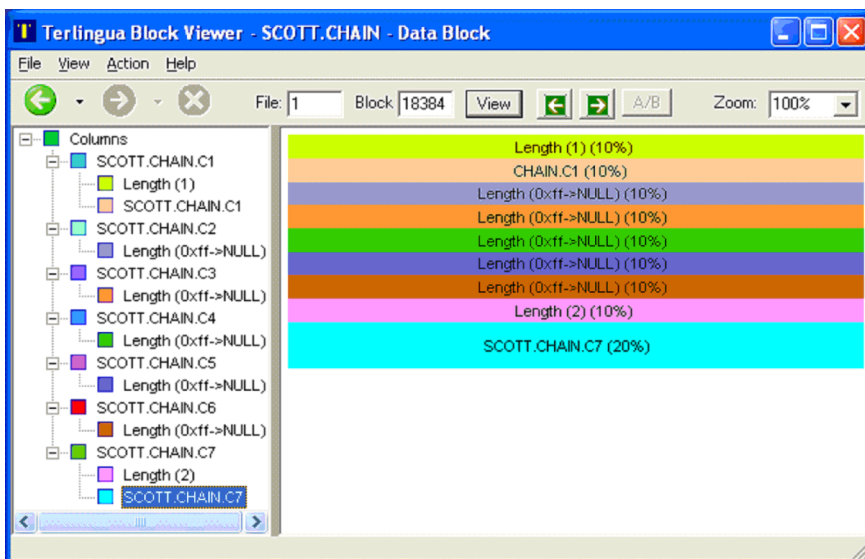 Terlingua Block Viewer - SCOTT.CHAIN - Data Block
File View Action Help
File: 1 Block 18384 View A/B Zoom: 100%
Columns
SCOTT.CHAIN.C1
Length (1)
SCOTT.CHAIN.C1
SCOTT.CHAIN.C2
Length (0xff->NULL)
SCOTT.CHAIN.C3
Length (0xff->NULL)
SCOTT.CHAIN.C4
Length (0xff->NULL)
SCOTT.CHAIN.C5
Length (0xff->NULL)
SCOTT.CHAIN.C6
Length (0xff->NULL)
SCOTT.CHAIN.C7
Length (2)
SCOTT.CHAIN.C7
Length (1) (10%)
CHAIN.C1 (10%)
Length (0xff->NULL) (10%)
Length (0xff->NULL) (10%)
Length (0xff->NULL) (10%)
Length (0xff->NULL) (10%)
Length (0xff->NULL) (10%)
Length (2) (10%)
SCOTT.CHAIN.C7 (20%)